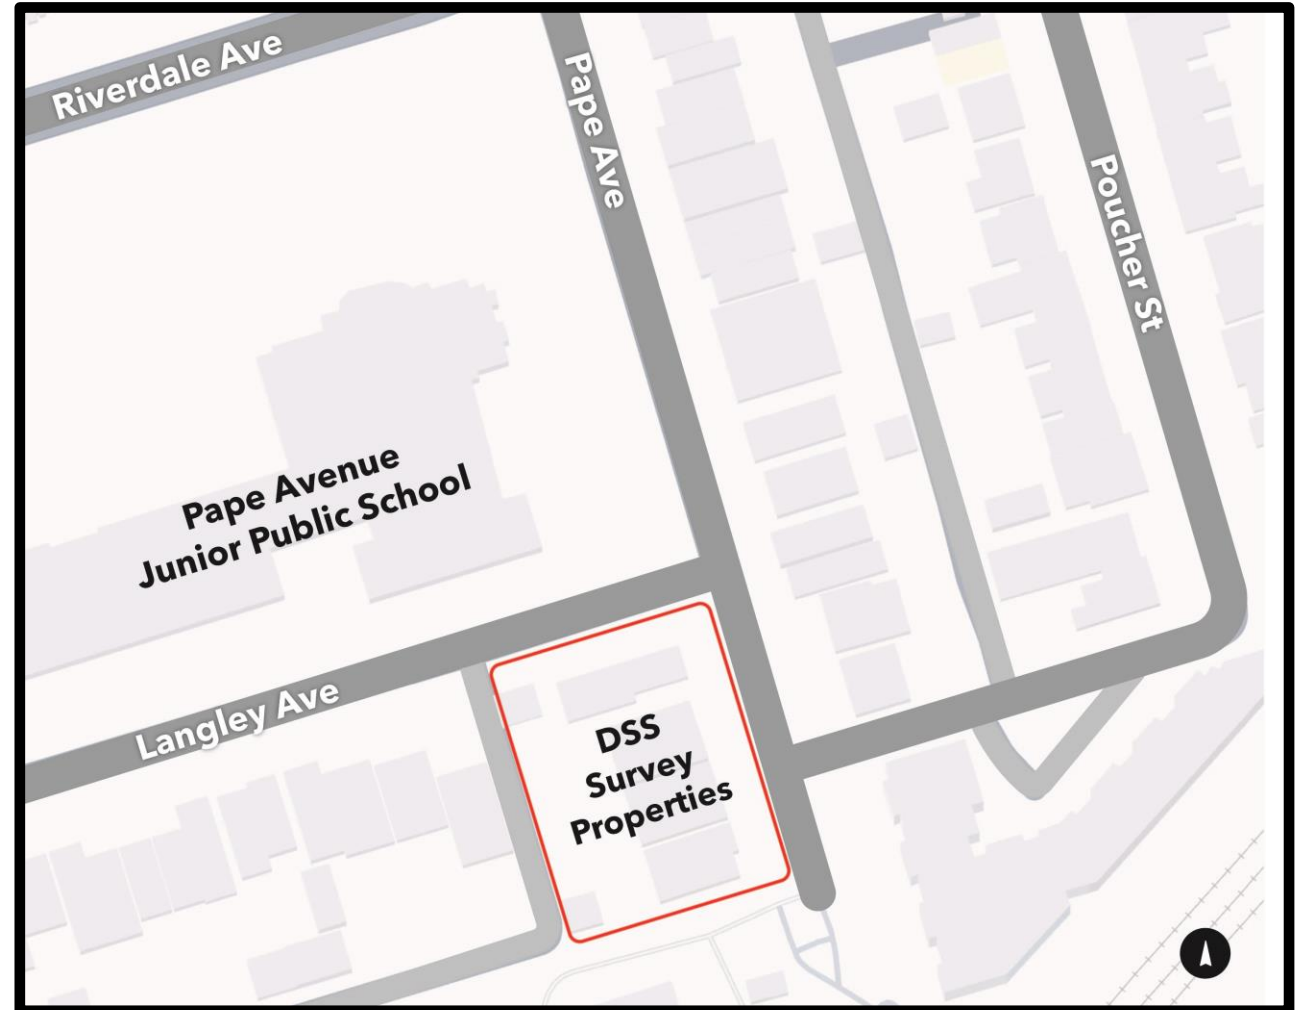 Riverdale Ave
Pape Ave
Poucher St
Pape Avenue
Junior Public School
Langley Ave
DSS
Survey
Properties